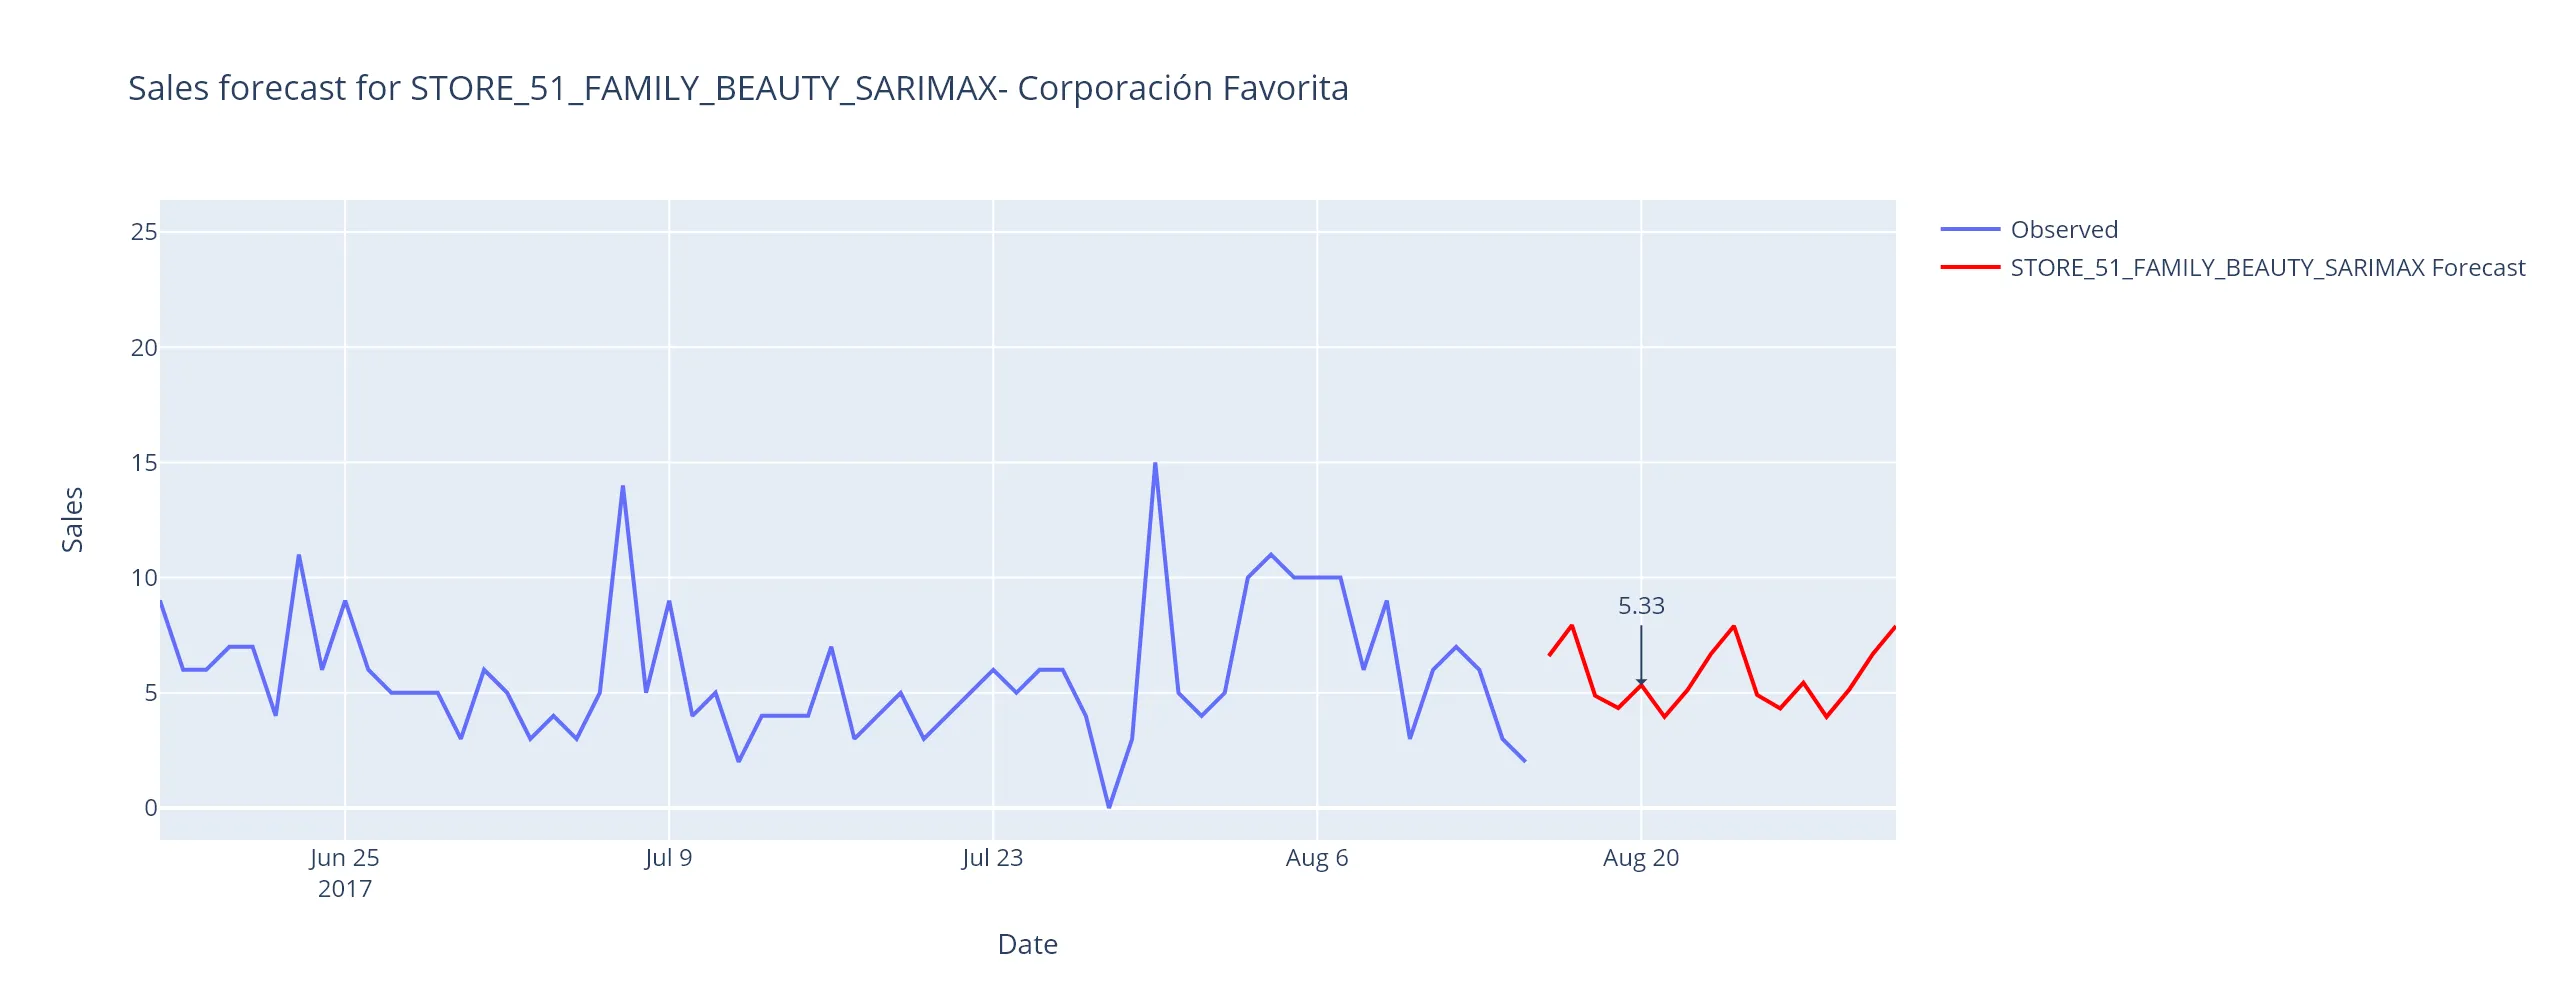 Sales forecast for STORE_51_FAMILY_BEAUTY_SARIMAX- Corporación Favorita
Observed
STORE_51_FAMILY_BEAUTY_SARIMAX Forecast
25
20
15
10
5
0
Sales
5.33
Jun 25
2017
Jul 9
Jul 23
Aug 6
Aug 20
Date